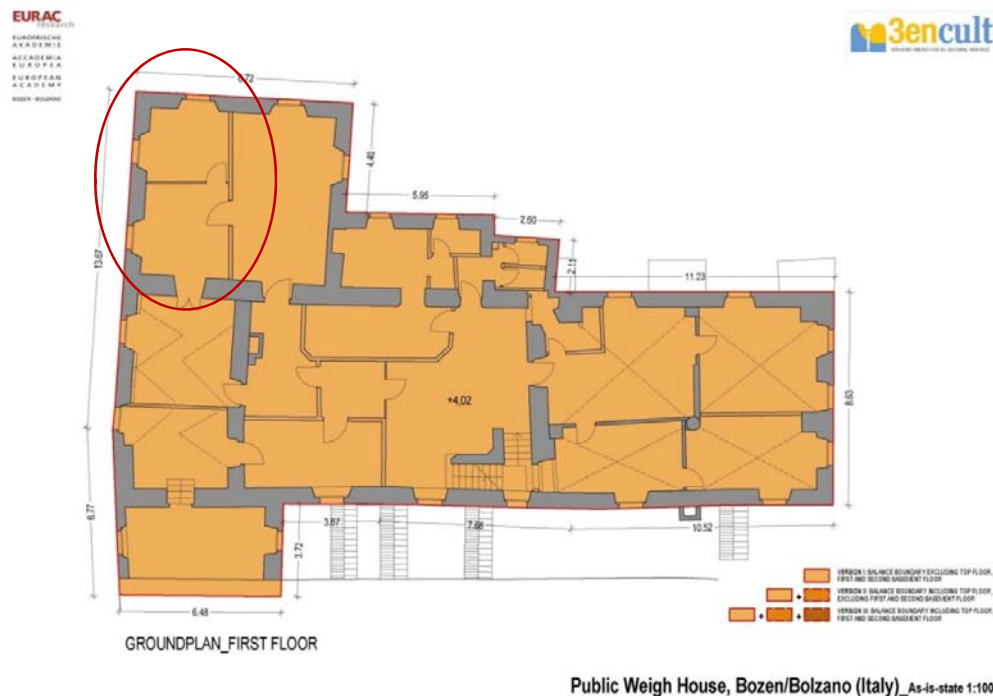 EURAC
research
EUROPÄISCHE
AKADEMIE
ACCADEMIA
EUROPEA
EUROPEAN
ACADEMY
BOZEN - BOLZANO
3encult
8.72
4.40
5.95
2.60
2.11
11.23
13.67
+4,02
8.63
6.77
3.72
3.67
7.68
10.52
6.48
GROUNDPLAN_FIRST FLOOR
VERSION I: BALANCE BOUNDARY EXCLUDING TOP FLOOR,
FIRST AND SECOND BASEMENT FLOOR
+
VERSION II: BALANCE BOUNDARY INCLUDING TOP FLOOR,
EXCLUDING FIRST AND SECOND BASEMENT FLOOR
+ +
VERSION III: BALANCE BOUNDARY INCLUDING TOP FLOOR,
FIRST AND SECOND BASEMENT FLOOR
Public Weigh House, Bozen/Bolzano (Italy)_As-is-state 1:100